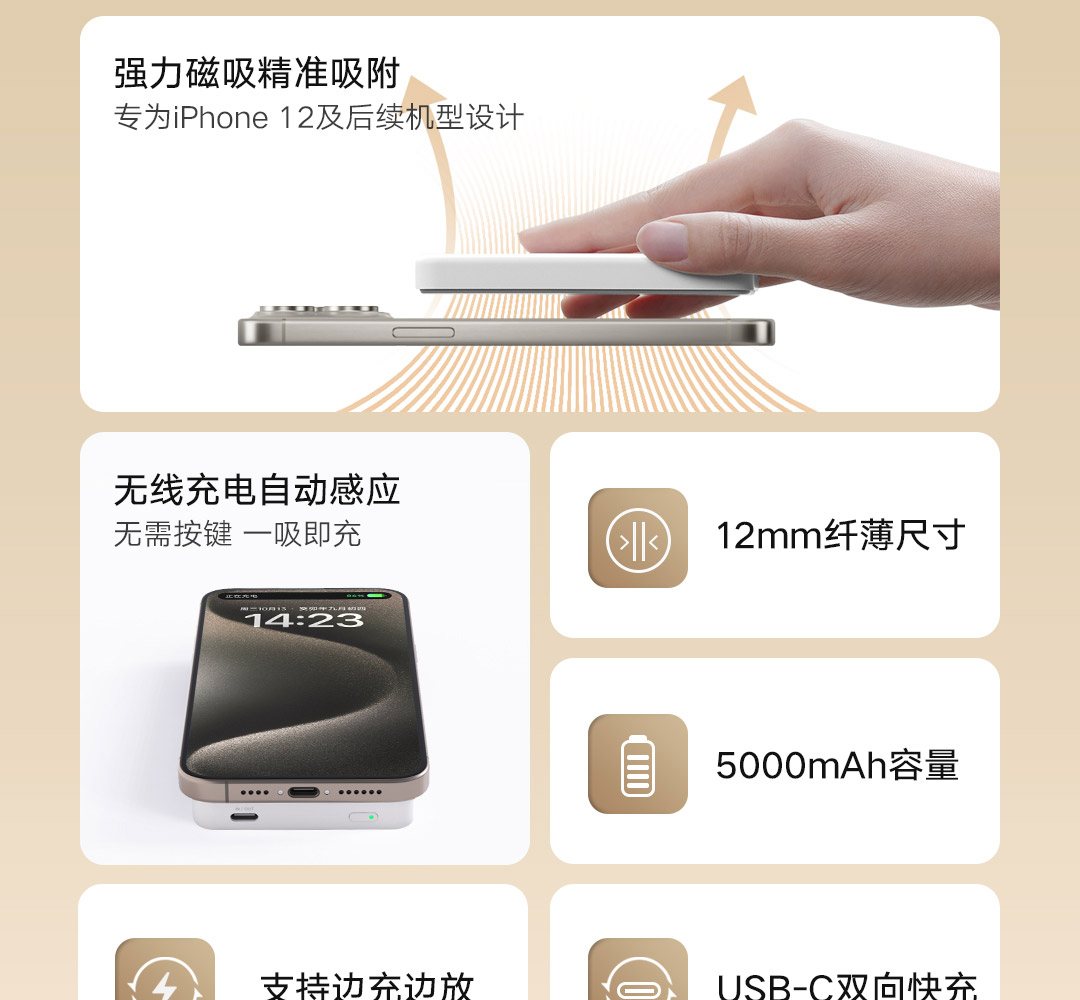 强力磁吸精准吸附
专为iPhone 12及后续机型设计
无线充电自动感应
无需按键 一吸即充
正在充电
周二10月13 · 癸卯年九月初四
14:23
12mm纤薄尺寸
5000mAh容量
支持边充边放
USB-C双向快充